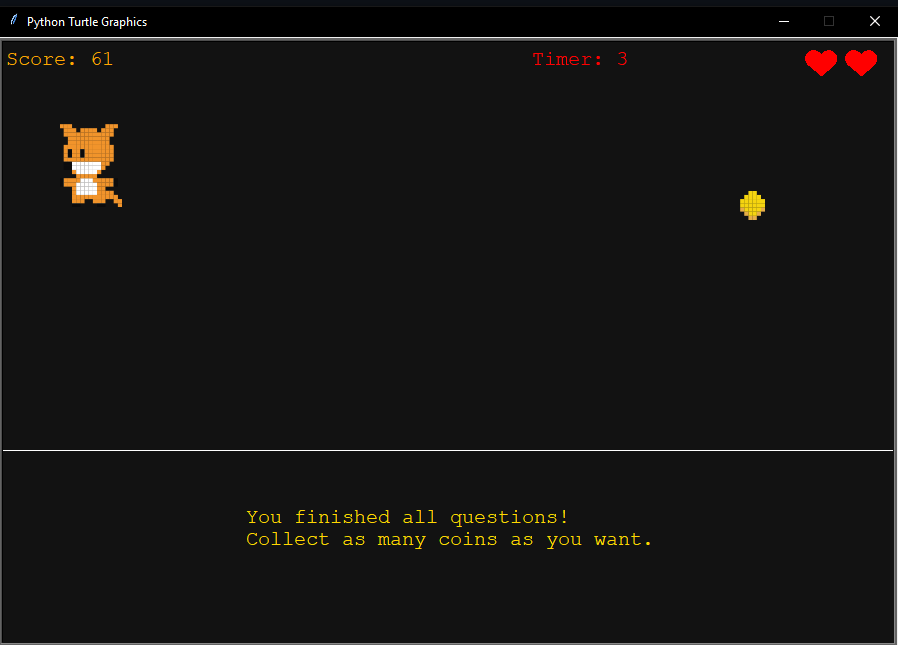 Python Turtle Graphics
Score: 61
Timer: 3
You finished all questions!
Collect as many coins as you want.